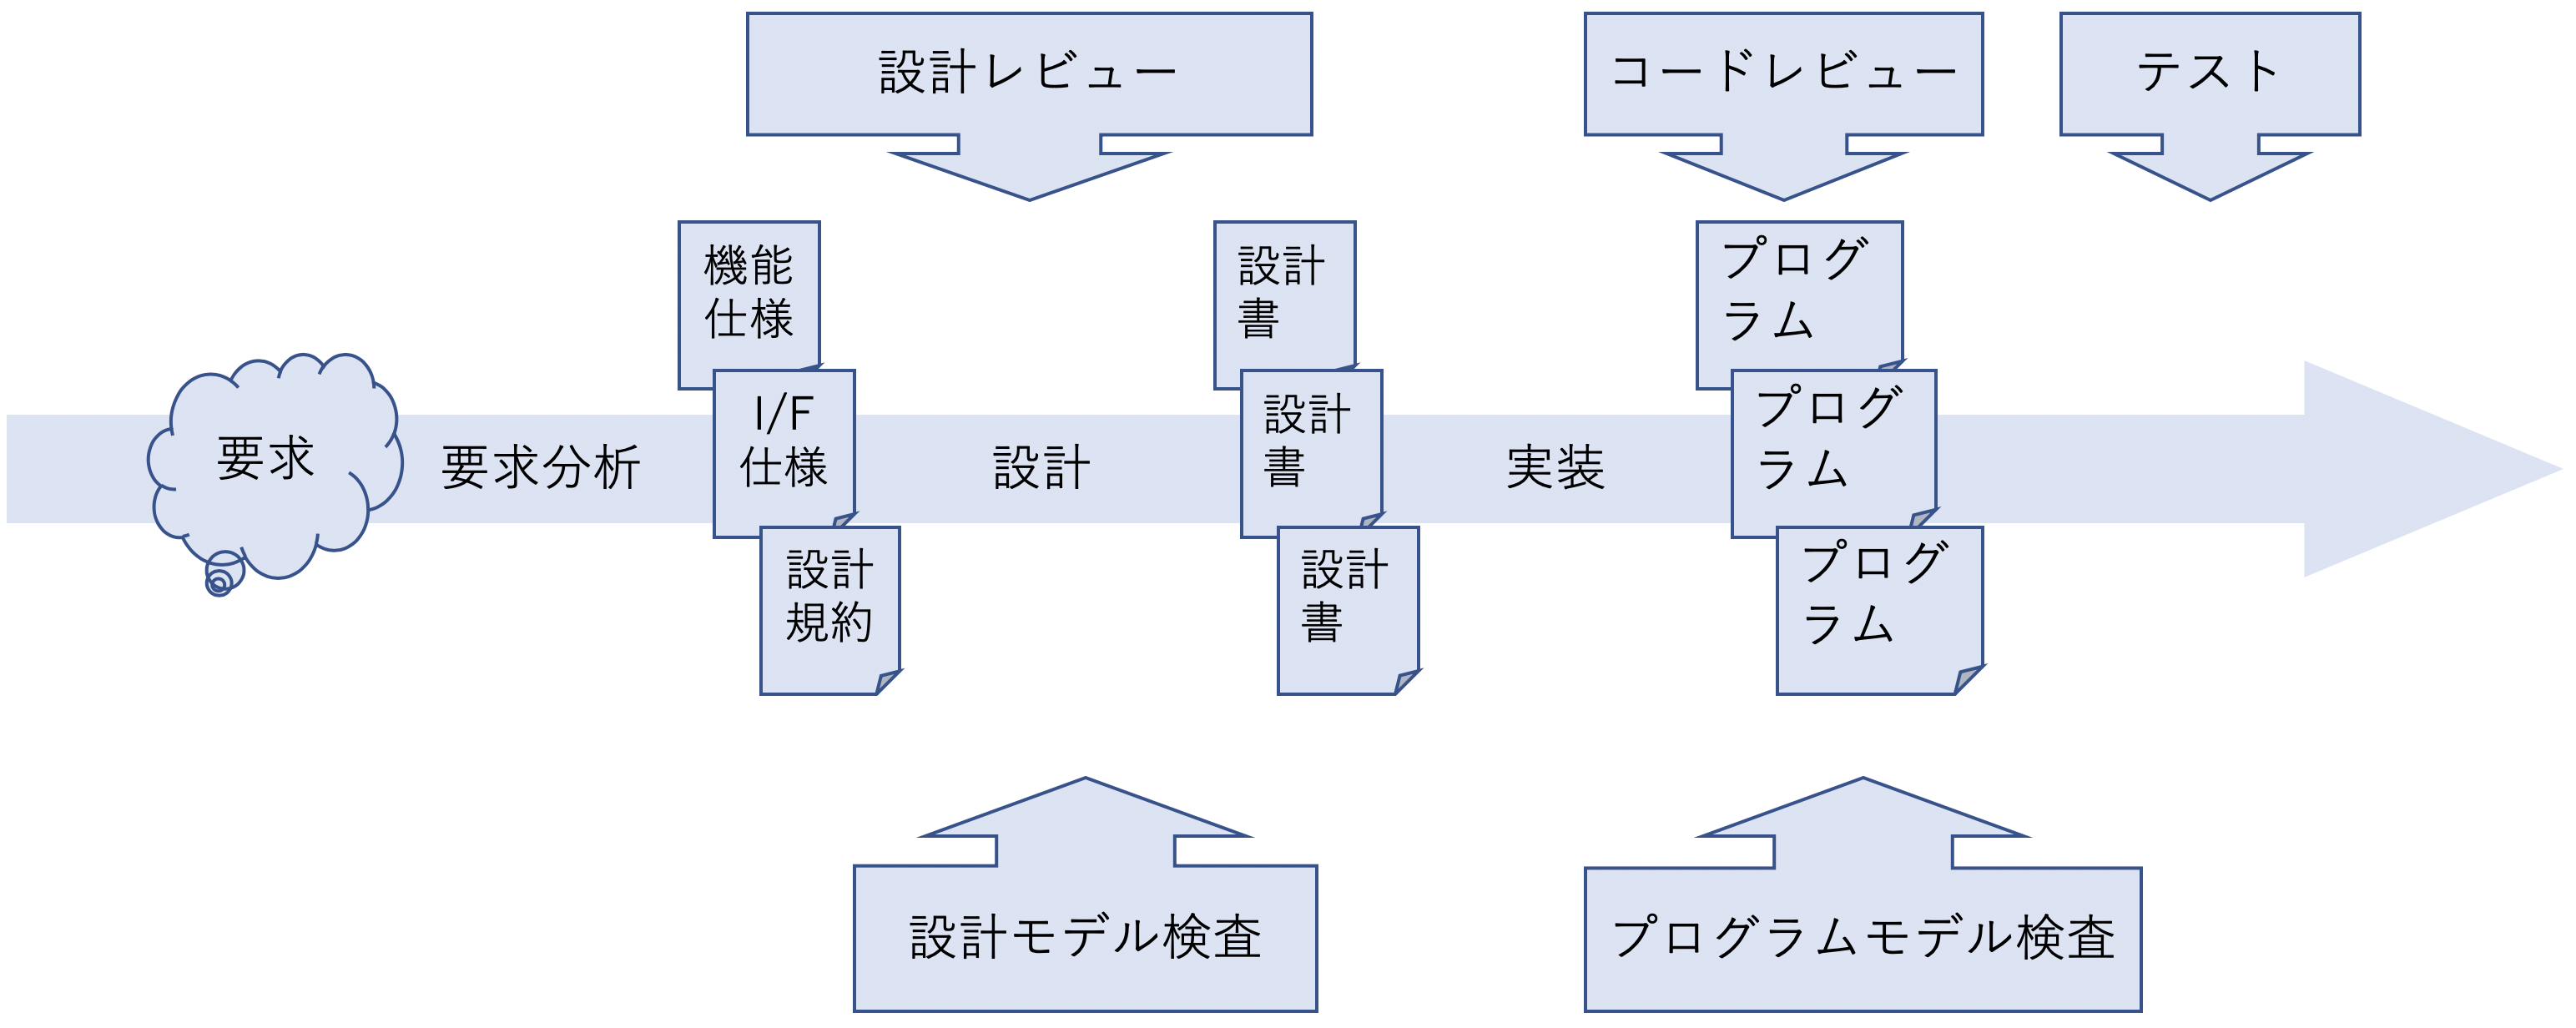 設計レビュー
コードレビュー
テスト
機能
仕様
I/F
仕様
設計
規約
設計
書
設計
書
設計
書
プログ
ラム
プログ
ラム
プログ
ラム
要求
要求分析
設計
実装
設計モデル検査
プログラムモデル検査